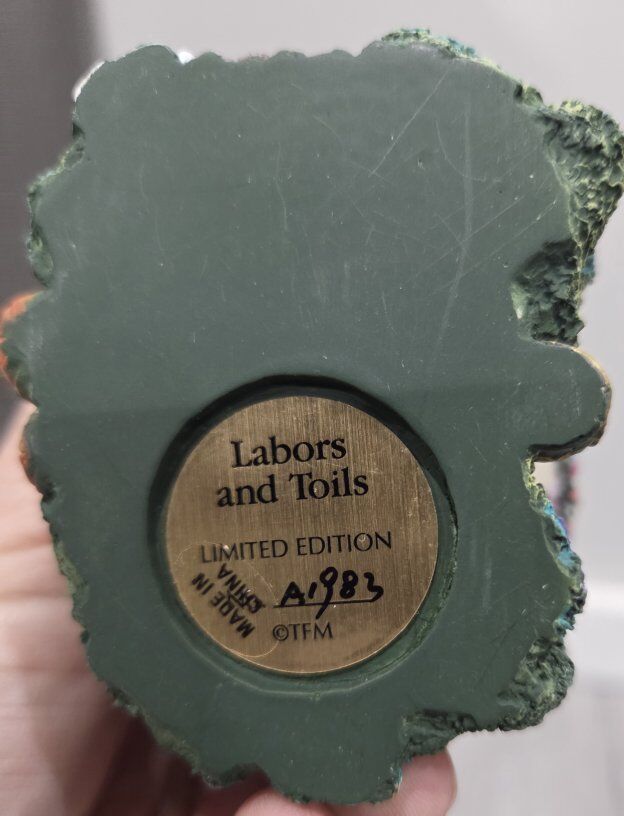 Labors
and Toils
LIMITED EDITION
MADE IN
CHINA
A1983
©TFM